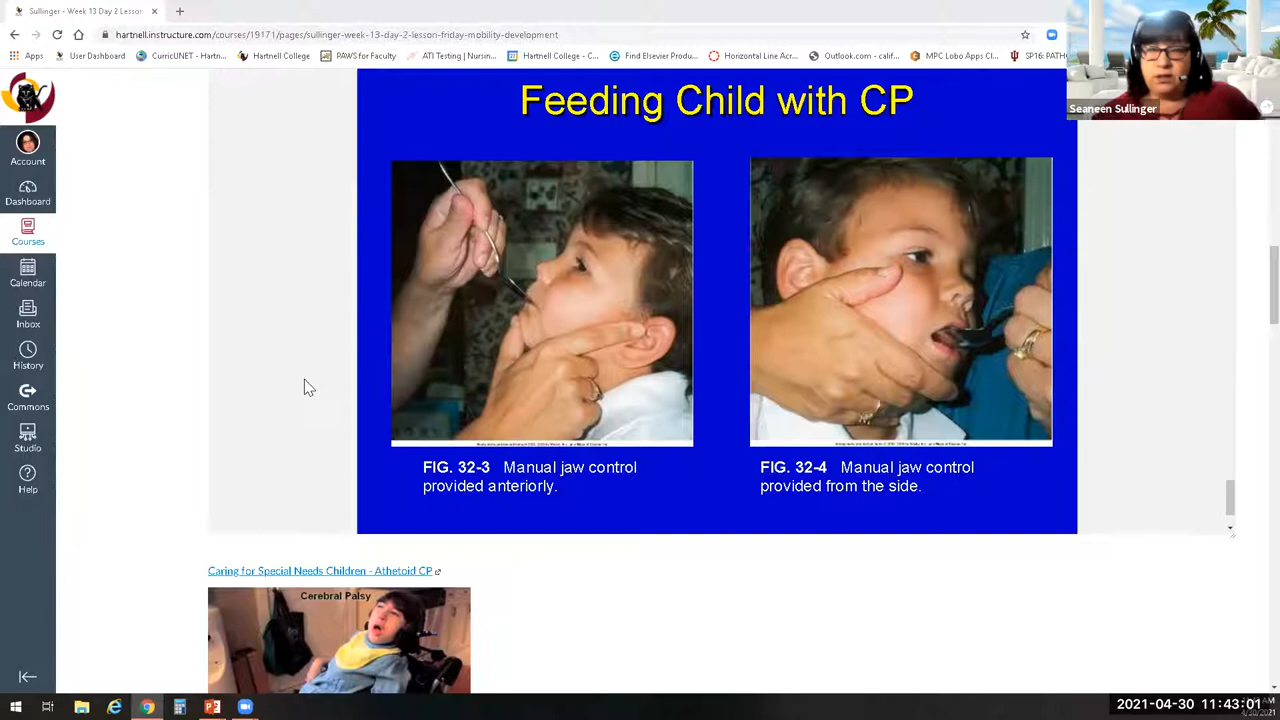 Sullinger - Week 13 Day 2 Lesson
hartnell.instructure.com/courses/19171/pages/sullinger-week-13-day-2-lesson-friday-mobility-development
Apps
User Dashboard
CurricUNET - Hartn...
Hartnell College
PAWS for Faculty
ATI Testing | Nursin...
Hartnell College - C...
Find Elsevier Produ...
Horizontal Line Acr...
Outlook.com - calif...
MPC Lobo Apps Cl...
SP16: PATH
Seaneen Sullinger
Account
Dashboard
Courses
Calendar
Inbox
History
Commons
Studio
Help
Feeding Child with CP
FIG. 32-3 Manual jaw control
provided anteriorly.
FIG. 32-4 Manual jaw control
provided from the side.
Caring for Special Needs Children - Athetoid CP
Cerebral Palsy
2021-04-30 11:43:01